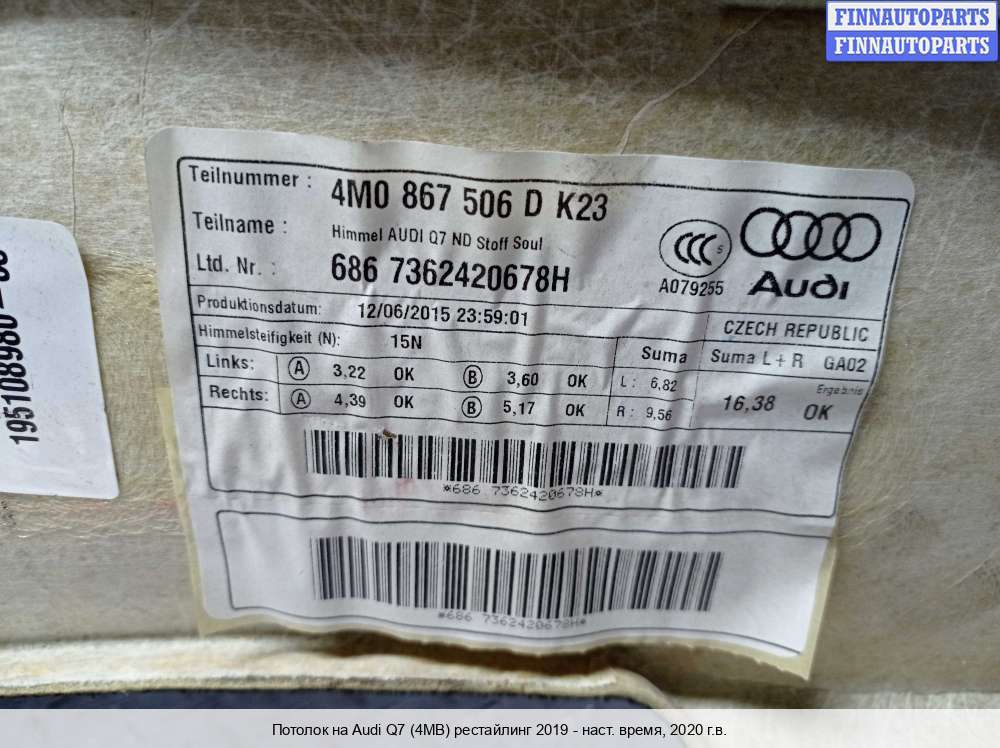 FINNAUTOPARTS
FINNAUTOPARTS
Teilnummer : 4M0 867 506 D K23
Teilname : Himmel AUDI Q7 ND Stoff Soul
Ltd. Nr. : 686 7362420678H
CCC S
A079255
Audi
Produktionsdatum: 12/06/2015 23:59:01
CZECH REPUBLIC
Himmelsteifigkeit (N): 15N
Suma
Suma L + R GA02
Links: A 3,22 OK B 3,60 OK L : 6,82
Rechts: A 4,39 OK B 5,17 OK R : 9,56
16,38
Ergebnis
OK
*686 7362420678H*
*686 7362420678H*
Потолок на Audi Q7 (4MB) рестайлинг 2019 - наст. время, 2020 г.в.